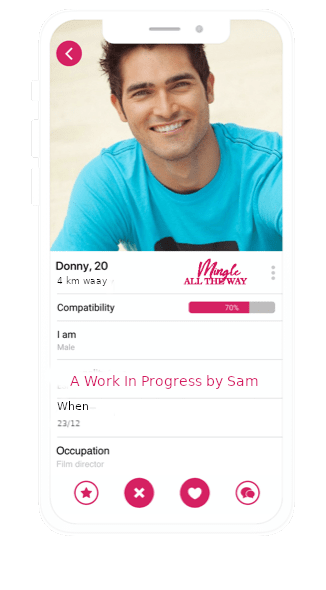 Donny, 20
4 km waay
Mingle
ALL THE WAY
Compatibility
70%
I am
Male
A Work In Progress by Sam
When
23/12
Occupation
Film director